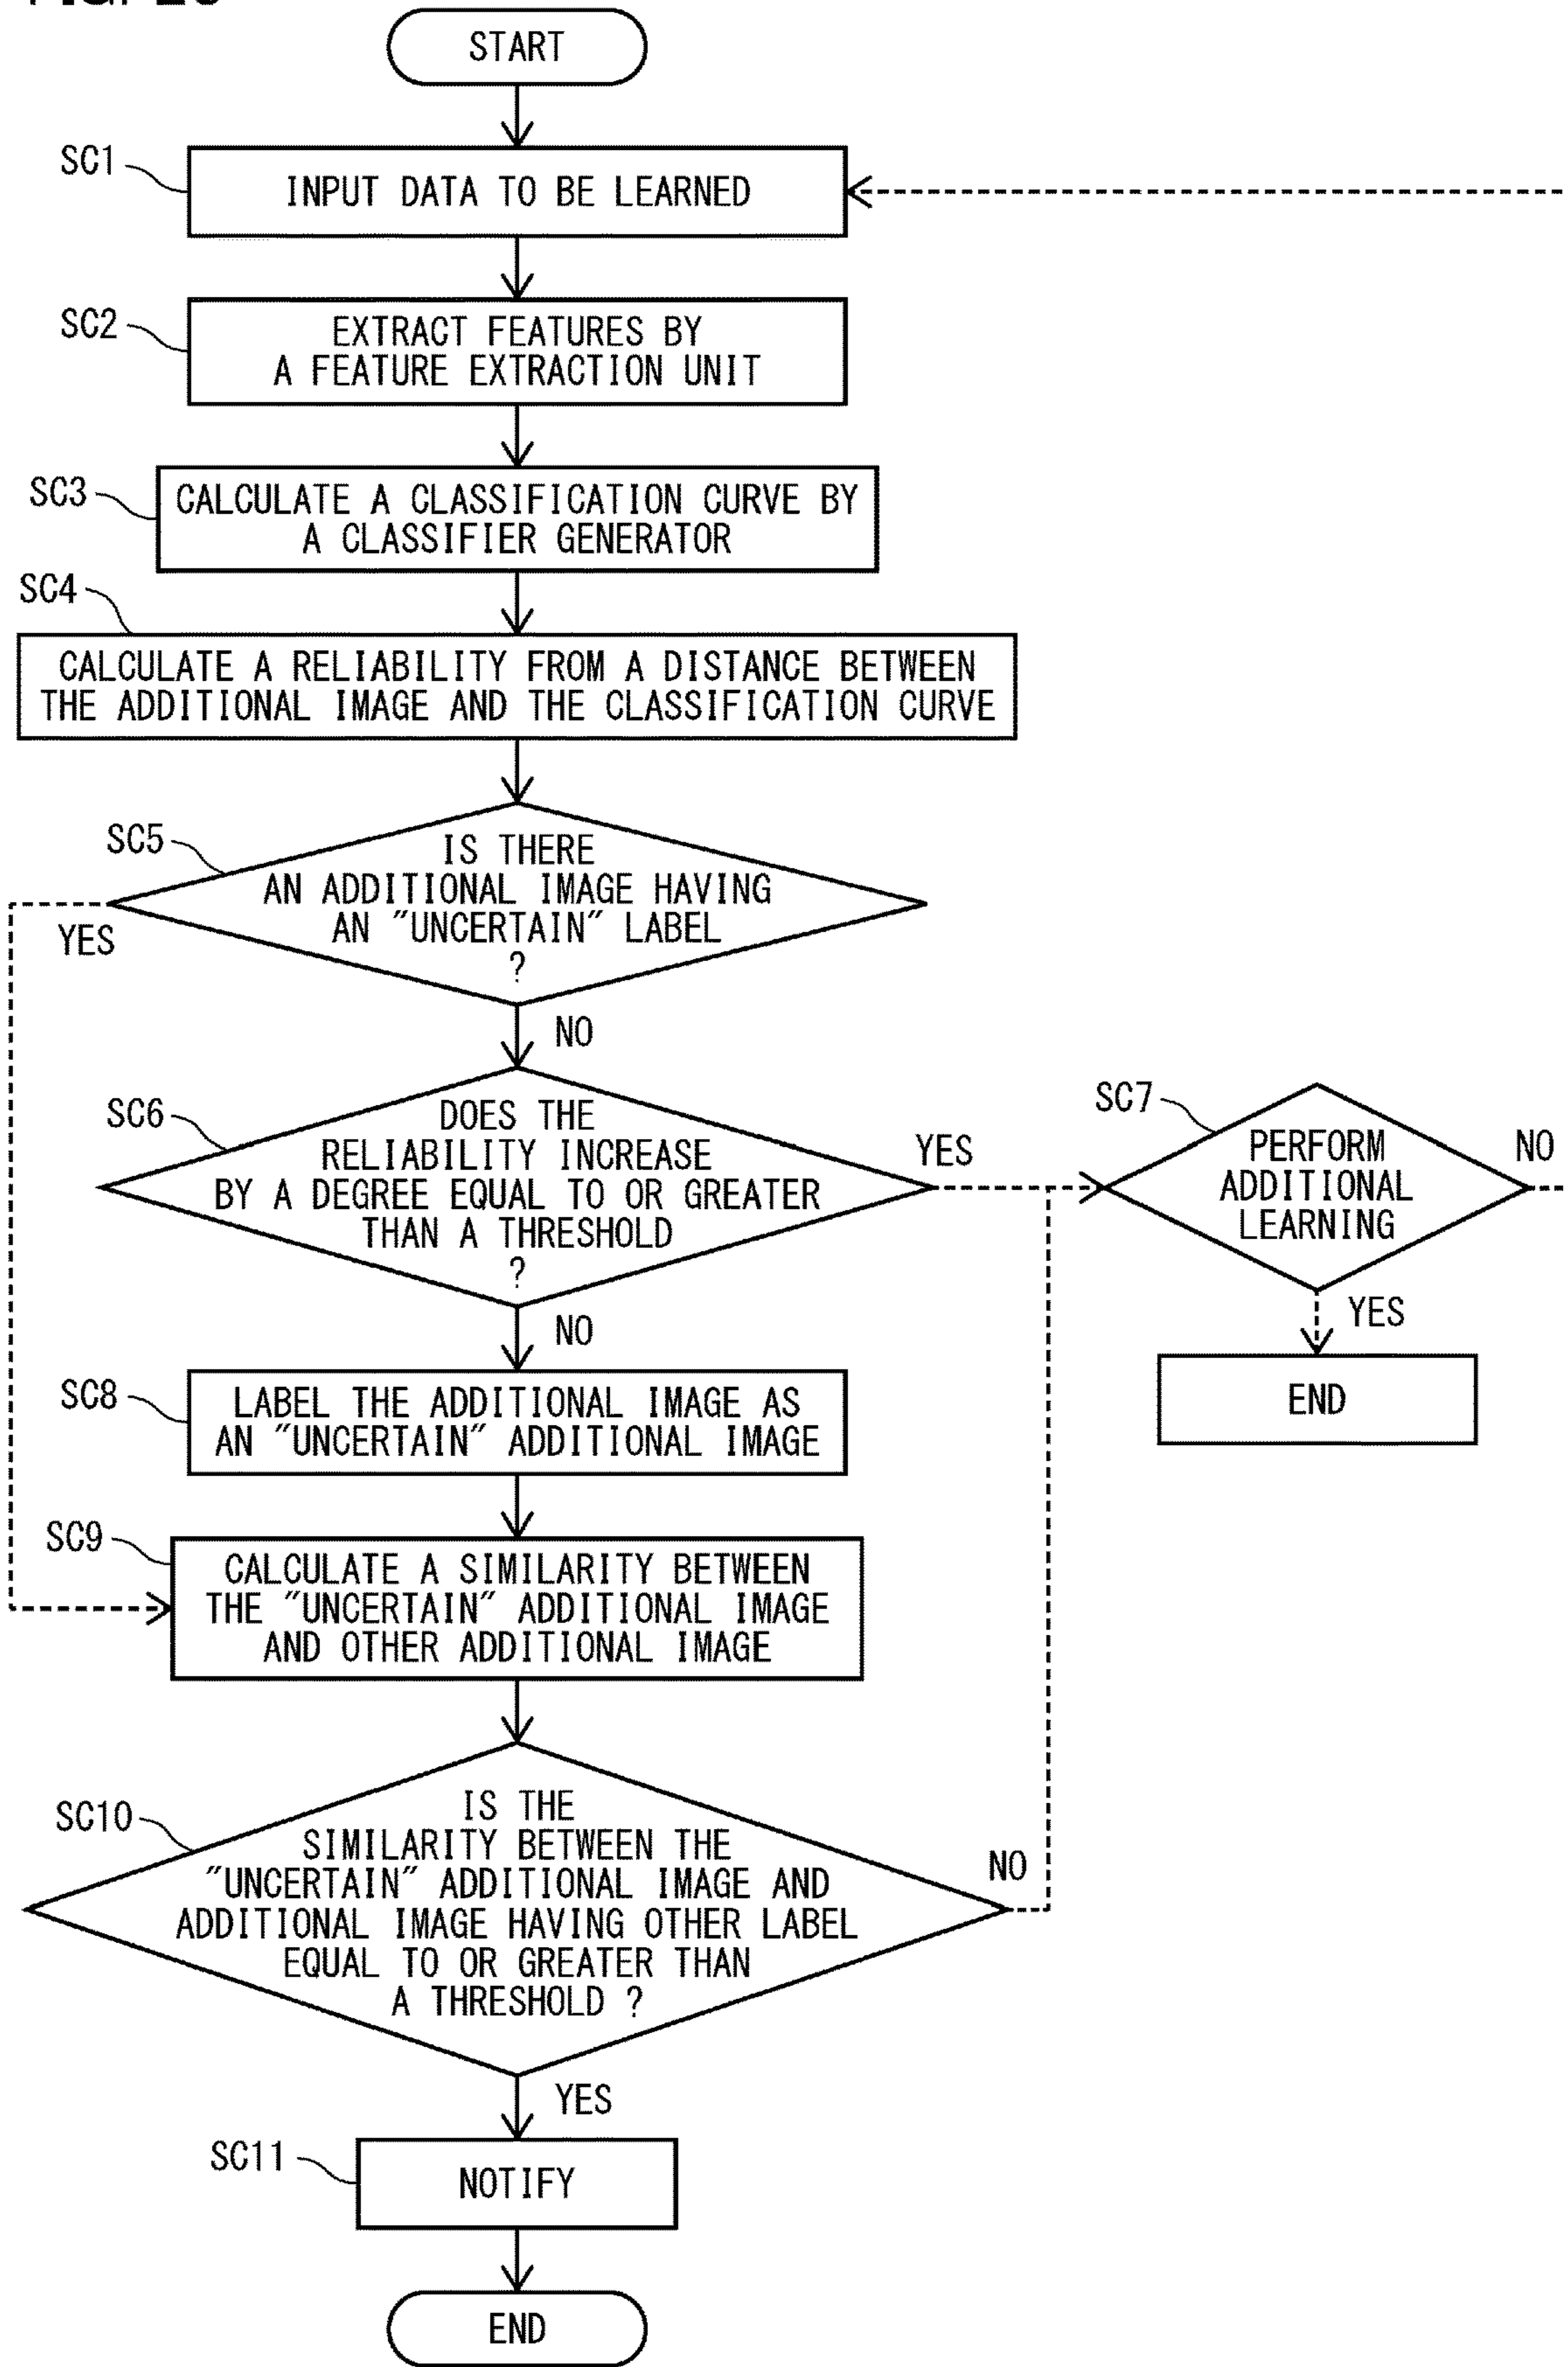 START
SC1
INPUT DATA TO BE LEARNED
SC2
EXTRACT FEATURES BY
A FEATURE EXTRACTION UNIT
SC3
CALCULATE A CLASSIFICATION CURVE BY
A CLASSIFIER GENERATOR
SC4
CALCULATE A RELIABILITY FROM A DISTANCE BETWEEN
THE ADDITIONAL IMAGE AND THE CLASSIFICATION CURVE
SC5
IS THERE
AN ADDITIONAL IMAGE HAVING
AN "UNCERTAIN" LABEL
?
YES
NO
SC6
DOES THE
RELIABILITY INCREASE
BY A DEGREE EQUAL TO OR GREATER
THAN A THRESHOLD
?
YES
NO
SC7
PERFORM
ADDITIONAL
LEARNING
NO
YES
END
SC8
LABEL THE ADDITIONAL IMAGE AS
AN "UNCERTAIN" ADDITIONAL IMAGE
SC9
CALCULATE A SIMILARITY BETWEEN
THE "UNCERTAIN" ADDITIONAL IMAGE
AND OTHER ADDITIONAL IMAGE
SC10
IS THE
SIMILARITY BETWEEN THE
"UNCERTAIN" ADDITIONAL IMAGE AND
ADDITIONAL IMAGE HAVING OTHER LABEL
EQUAL TO OR GREATER THAN
A THRESHOLD ?
NO
YES
SC11
NOTIFY
END